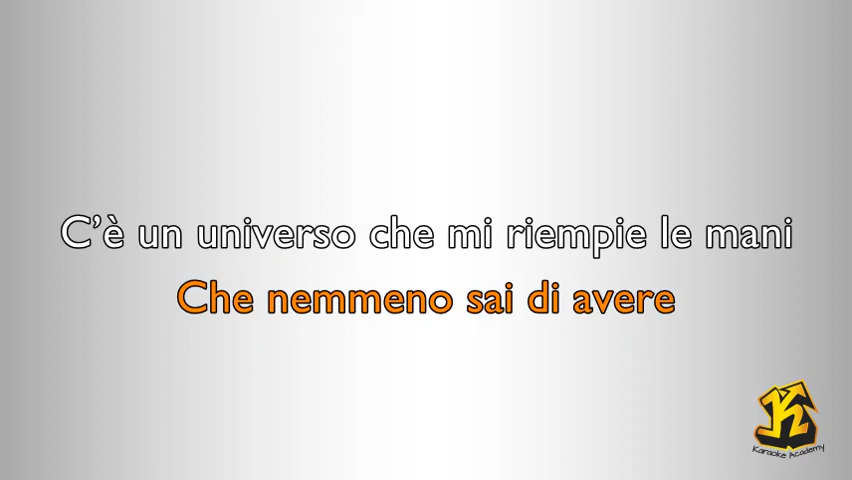 C’è un universo che mi riempie le mani
Che nemmeno sai di avere
K
Karaoke Academy